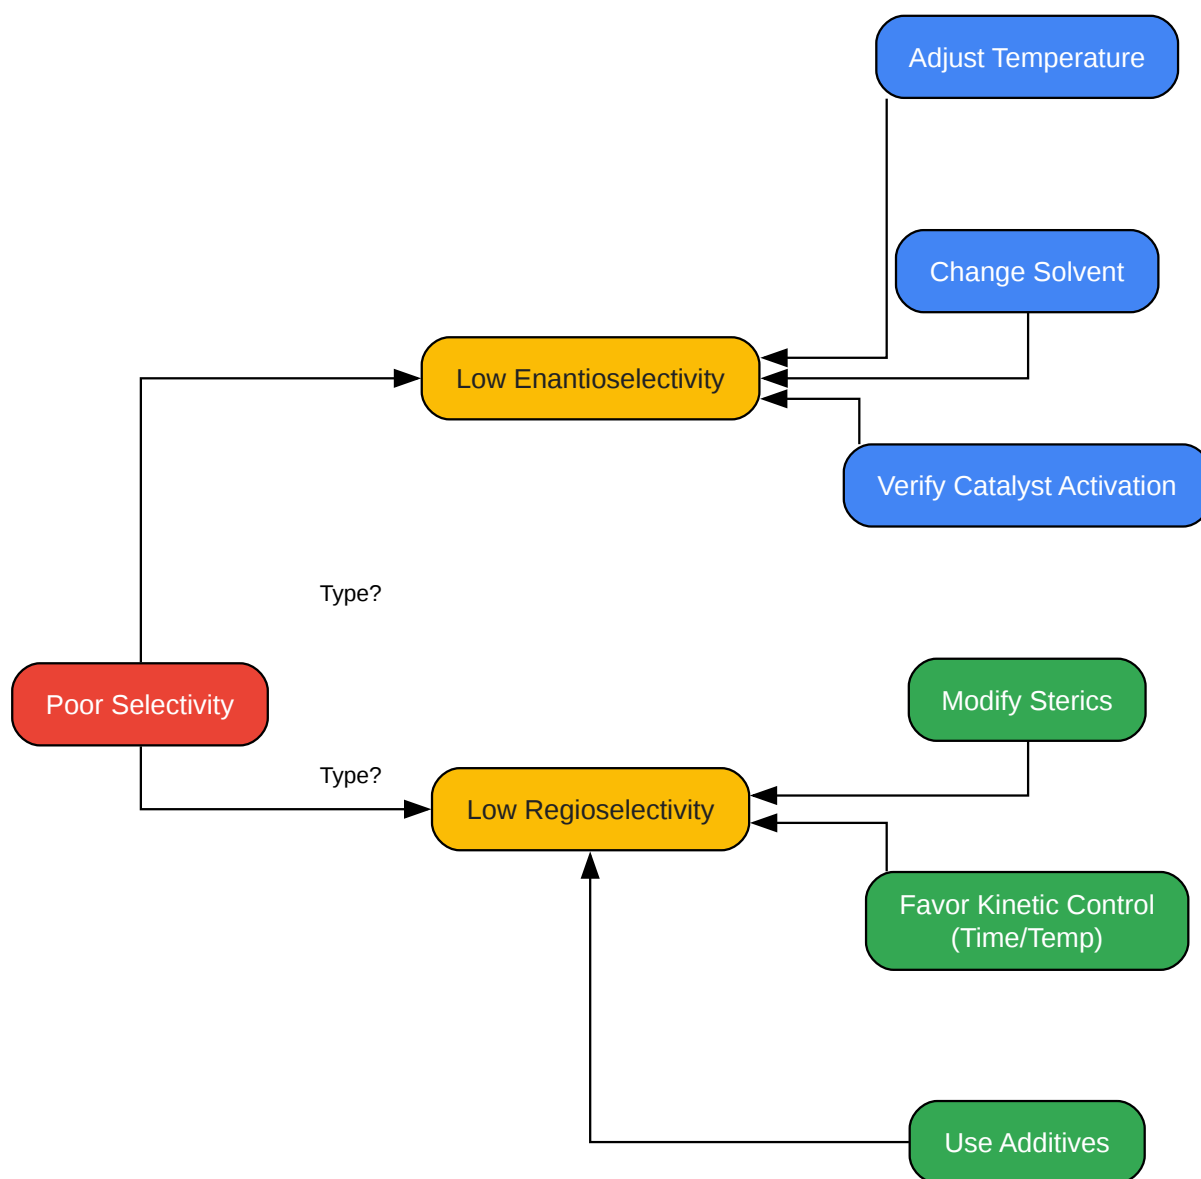 Adjust Temperature
Change Solvent
Low Enantioselectivity
Verify Catalyst Activation
Type?
Poor Selectivity
Modify Sterics
Type?
Low Regioselectivity
Favor Kinetic Control
(Time/Temp)
Use Additives